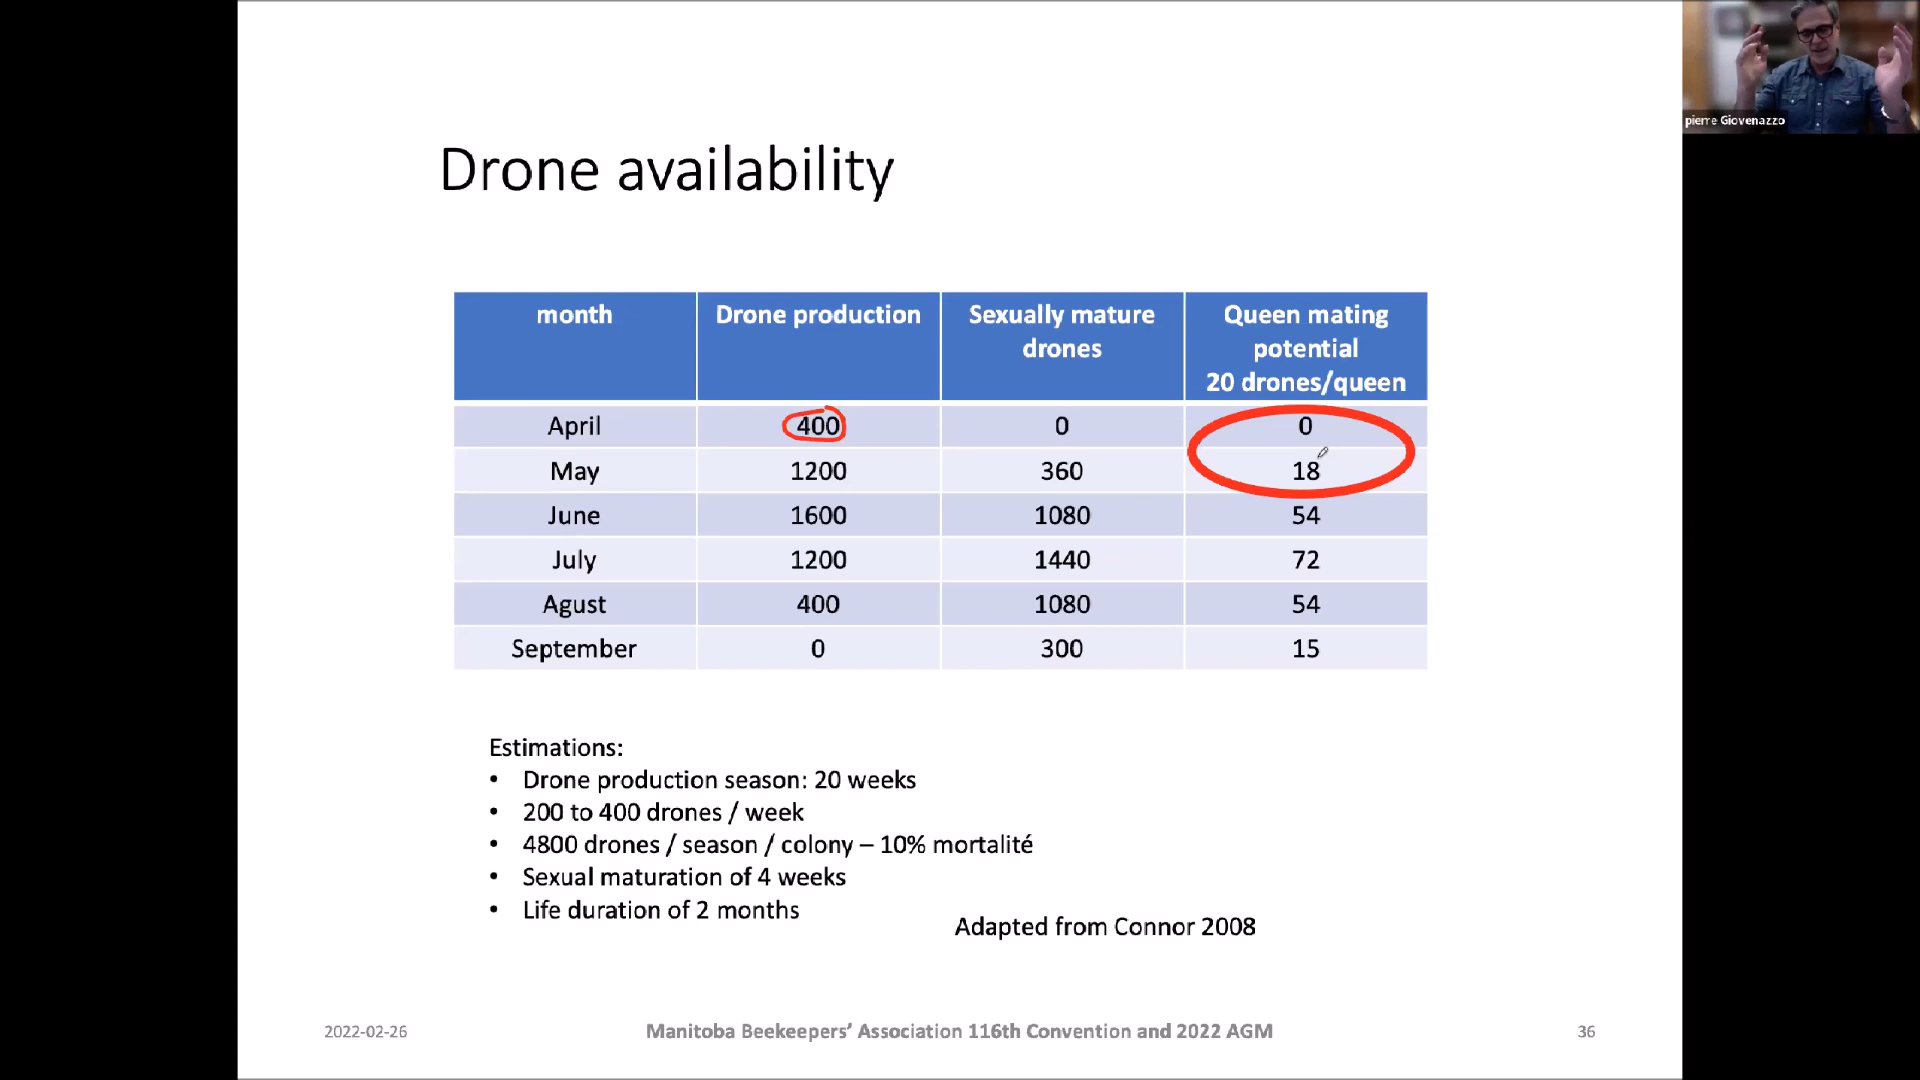 pierre Giovenazzo
Drone availability
month Drone production Sexually mature drones Queen mating potential 20 drones/queen
April 400 0 0
May 1200 360 18
June 1600 1080 54
July 1200 1440 72
Agust 400 1080 54
September 0 300 15
Estimations:
• Drone production season: 20 weeks
• 200 to 400 drones / week
• 4800 drones / season / colony – 10% mortalité
• Sexual maturation of 4 weeks
• Life duration of 2 months
Adapted from Connor 2008
2022-02-26 Manitoba Beekeepers’ Association 116th Convention and 2022 AGM 36